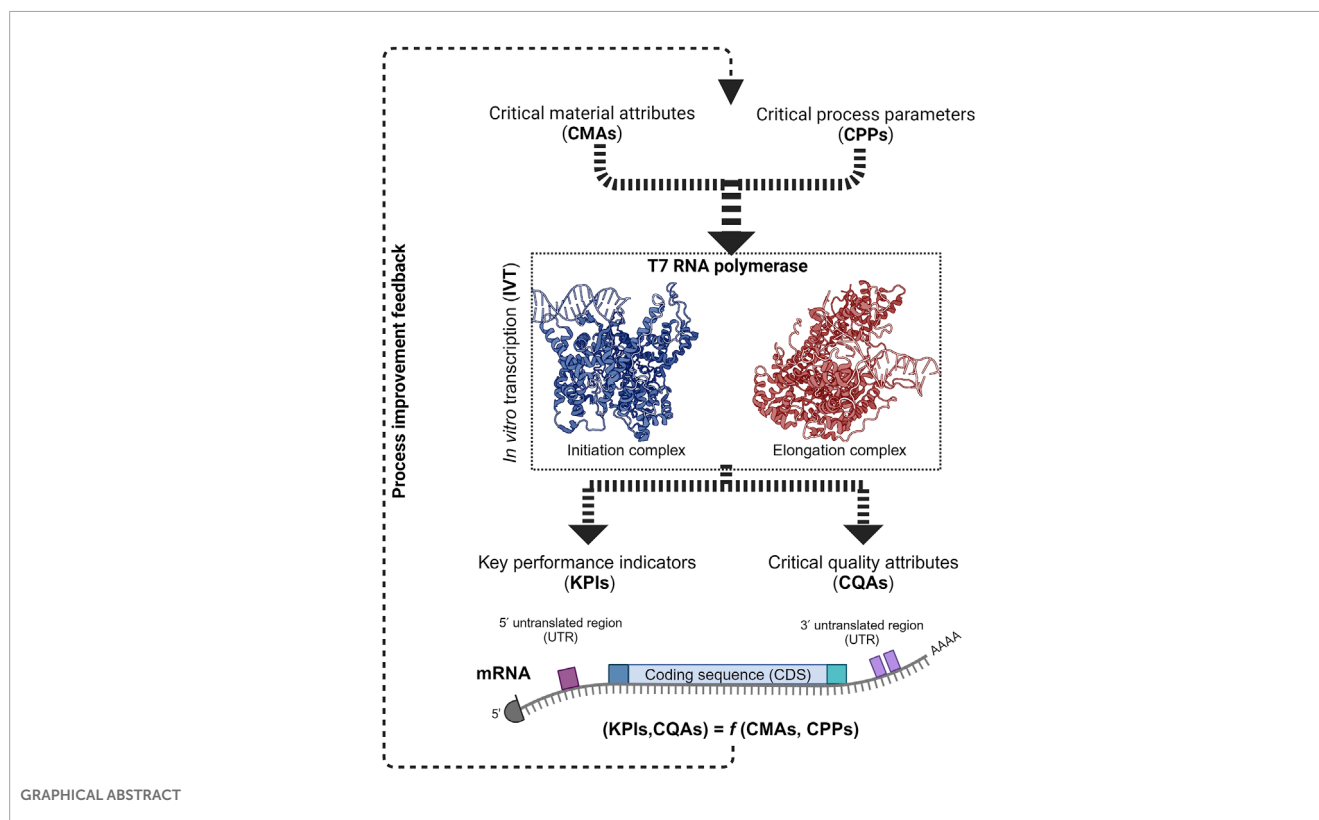 Critical material attributes
(CMAs)
Critical process parameters
(CPPs)
Process improvement feedback
In vitro transcription (IVT)
T7 RNA polymerase
Initiation complex
Elongation complex
Key performance indicators
(KPIs)
Critical quality attributes
(CQAs)
5′ untranslated region
(UTR)
3′ untranslated region
(UTR)
AAAA
mRNA
Coding sequence (CDS)
5′
(KPIs,CQAs) = f (CMAs, CPPs)
GRAPHICAL ABSTRACT